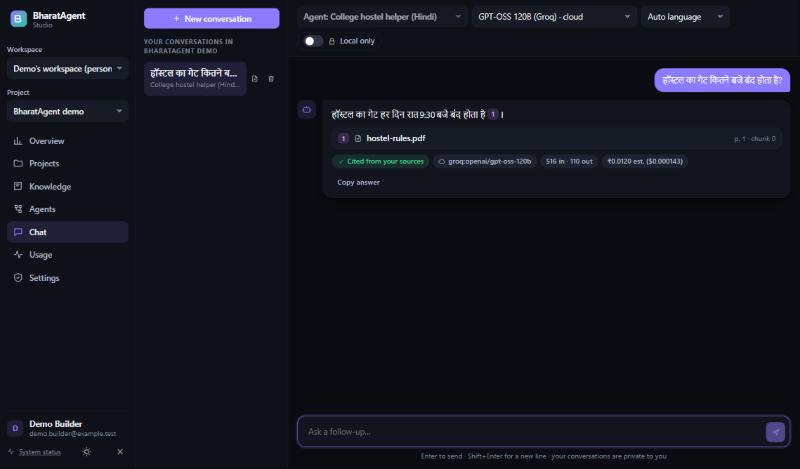 BharatAgent
Studio
Workspace
Demo's workspace (person
Project
BharatAgent demo
Overview
Projects
Knowledge
Agents
Chat
Usage
Settings
D
Demo Builder
demo.builder@example.test
System status
+ New conversation
YOUR CONVERSATIONS IN
BHARATAGENT DEMO
हॉस्टल का गेट कितने ब...
College hostel helper (Hind...
Agent: College hostel helper (Hindi)
GPT-OSS 120B (Groq) · cloud
Auto language
Local only
हॉस्टल का गेट कितने बजे बंद होता है?
हॉस्टल का गेट हर दिन रात 9:30 बजे बंद होता है 1 ।
1 hostel-rules.pdf p. 1 · chunk 0
Cited from your sources groq:openai/gpt-oss-120b 516 in · 110 out ₹0.0120 est. ($0.000143)
Copy answer
Ask a follow-up...
Enter to send · Shift+Enter for a new line · your conversations are private to you